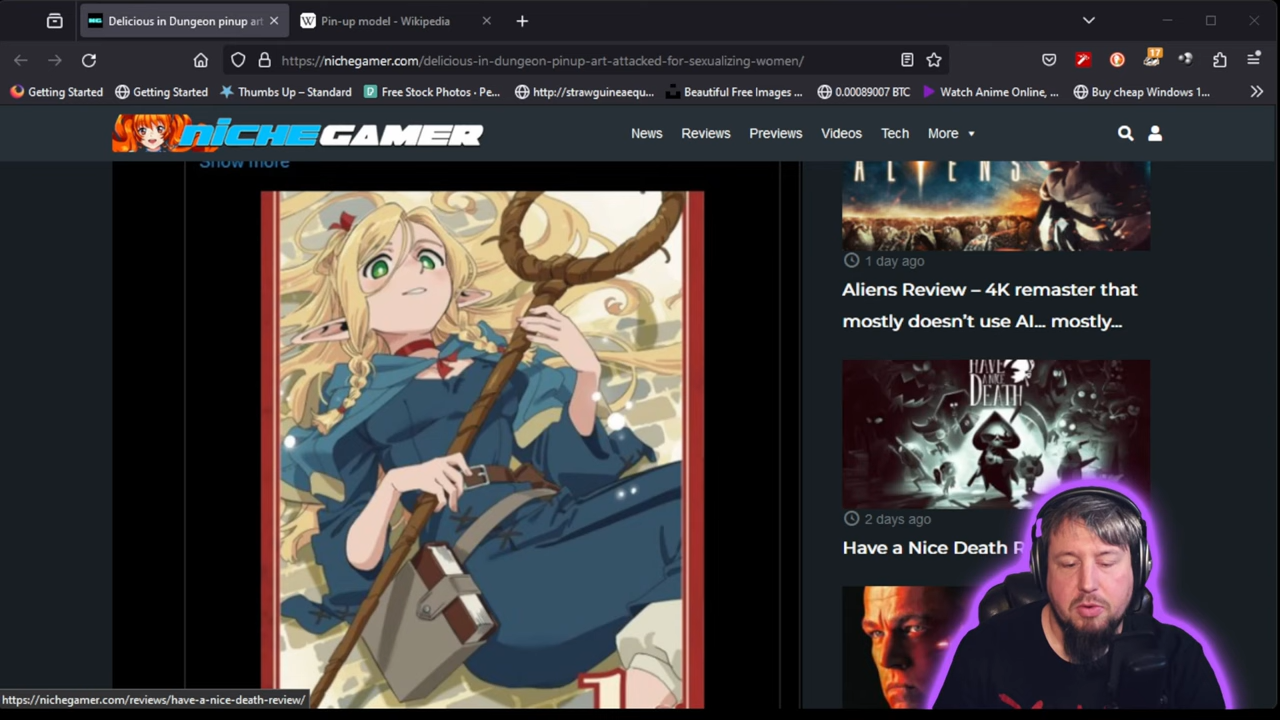 Delicious in Dungeon pinup art
Pin-up model - Wikipedia
https://nichegamer.com/delicious-in-dungeon-pinup-art-attacked-for-sexualizing-women/
17
Getting Started
Getting Started
Thumbs Up – Standard
Free Stock Photos - Pe...
http://strawguineaequ...
Beautiful Free Images ...
0.00089007 BTC
Watch Anime Online, ...
Buy cheap Windows 1...
NICHEGAMER
News
Reviews
Previews
Videos
Tech
More
Show more
ALIENS
1 day ago
Aliens Review – 4K remaster that
mostly doesn't use AI... mostly...
HAVE
A NICE
DEATH
2 days ago
Have a Nice Death R
1
https://nichegamer.com/reviews/have-a-nice-death-review/